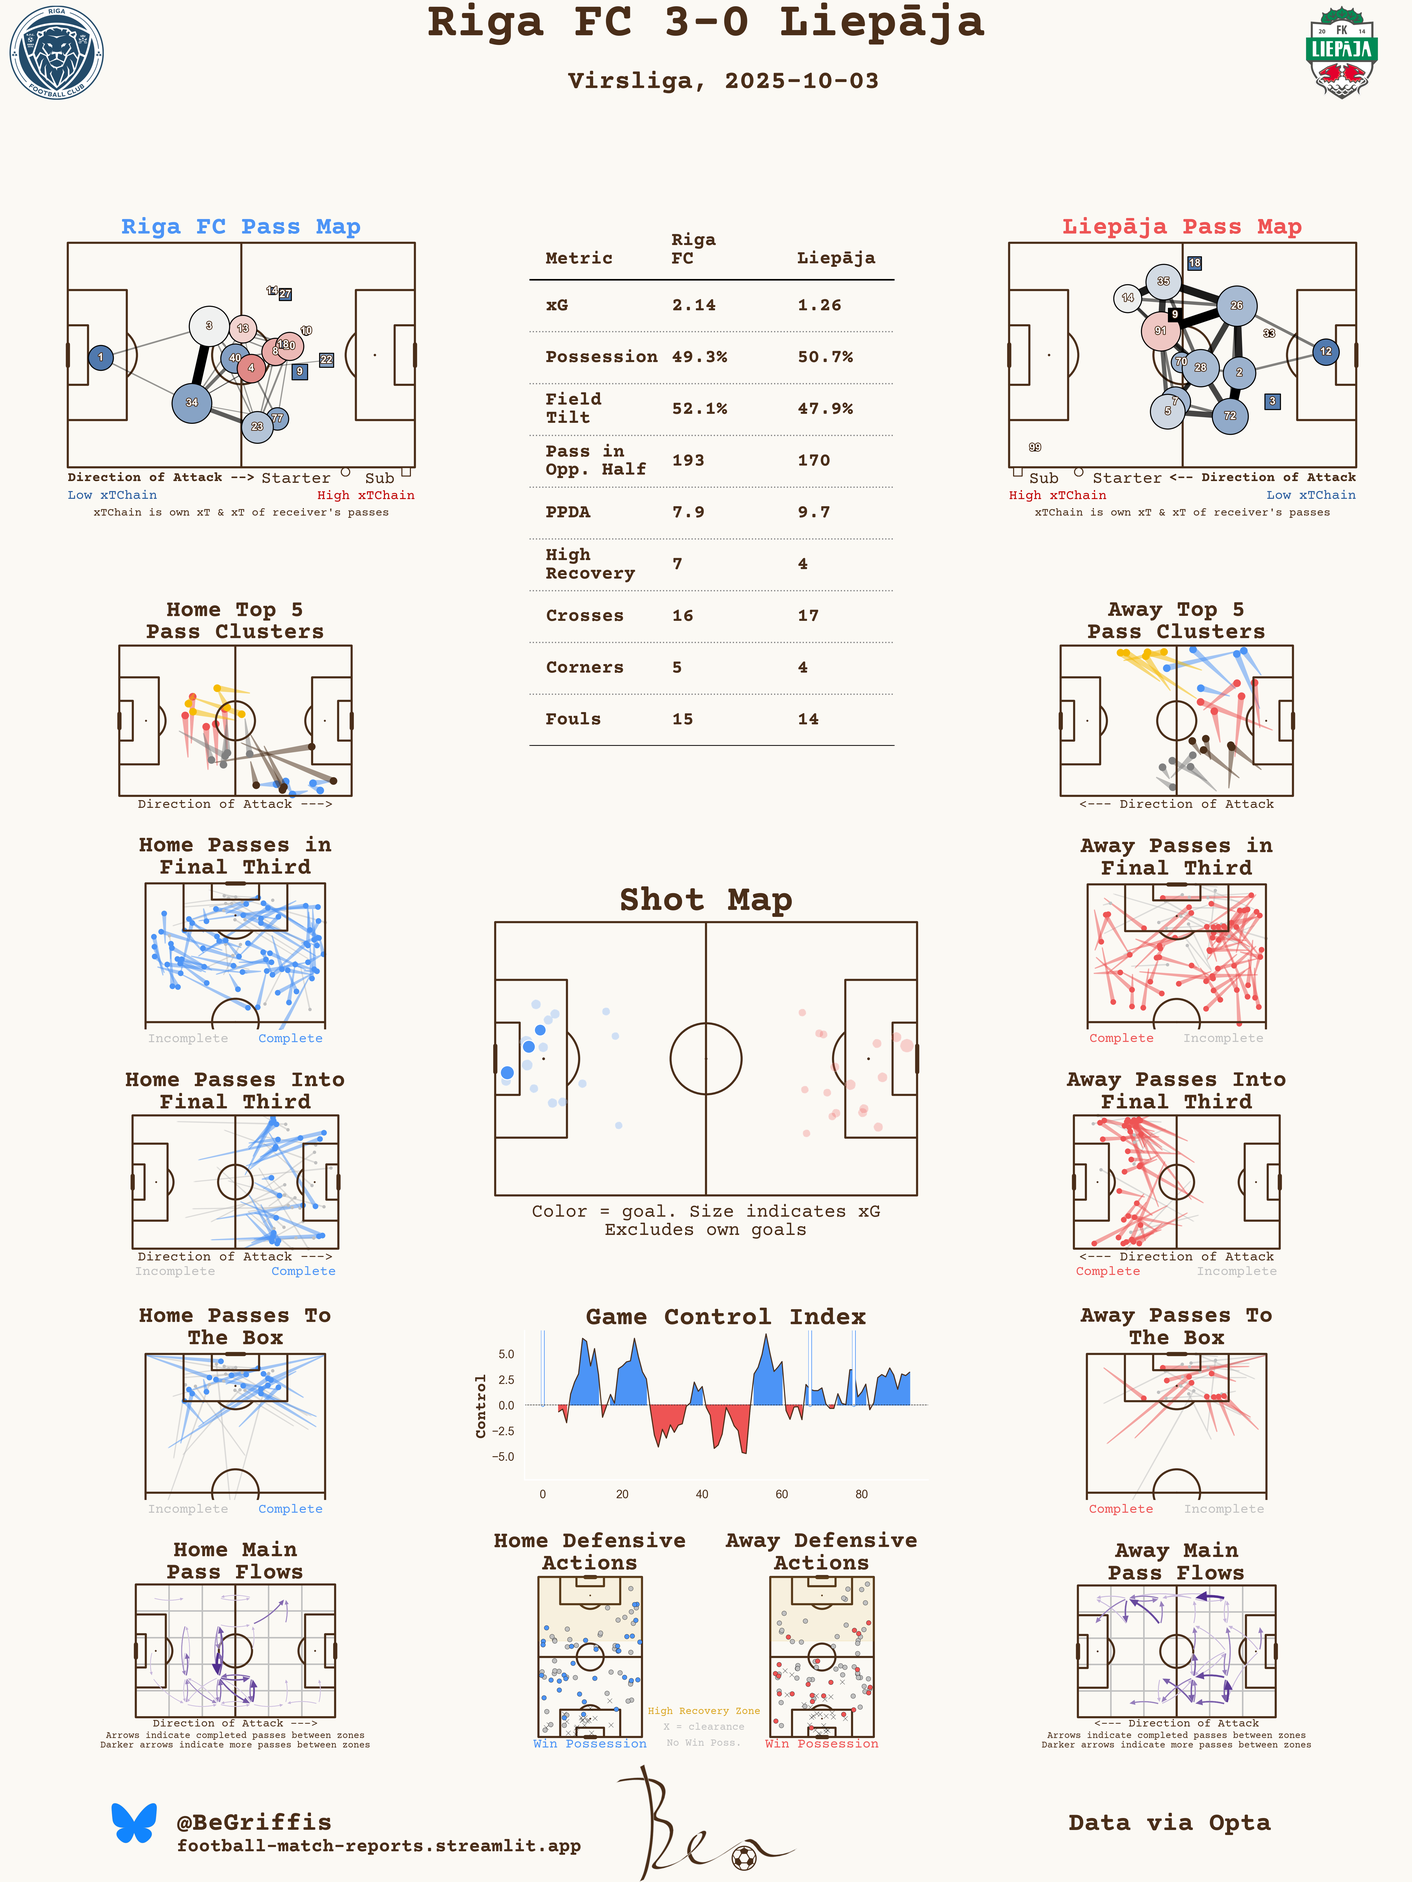 Riga FC 3-0 Liepāja
Virsliga, 2025-10-03
RIGA
FOOTBALL CLUB
20 FK 14
LIEPĀJA
Riga FC Pass Map
1
3
34
40
13
4
8
18
14
27
10
22
9
77
23
Direction of Attack --> Starter Sub
Low xTChain High xTChain
xTChain is own xT & xT of receiver's passes
Metric Riga FC Liepāja
xG 2.14 1.26
Possession 49.3% 50.7%
Field Tilt 52.1% 47.9%
Pass in Opp. Half 193 170
PPDA 7.9 9.7
High Recovery 7 4
Crosses 16 17
Corners 5 4
Fouls 15 14
Liepāja Pass Map
18
35
14
9
91
26
33
12
70
28
2
7
5
72
3
99
Sub Starter <-- Direction of Attack
High xTChain Low xTChain
xTChain is own xT & xT of receiver's passes
Home Top 5
Pass Clusters
Direction of Attack --->
Away Top 5
Pass Clusters
<--- Direction of Attack
Home Passes in
Final Third
Incomplete Complete
Away Passes in
Final Third
Complete Incomplete
Shot Map
Color = goal. Size indicates xG
Excludes own goals
Home Passes Into
Final Third
Direction of Attack --->
Incomplete Complete
Away Passes Into
Final Third
<--- Direction of Attack
Complete Incomplete
Home Passes To
The Box
Incomplete Complete
Game Control Index
Control
5.0
2.5
0.0
−2.5
−5.0
0 20 40 60 80
Away Passes To
The Box
Complete Incomplete
Home Main
Pass Flows
Direction of Attack --->
Arrows indicate completed passes between zones
Darker arrows indicate more passes between zones
Home Defensive
Actions
Win Possession
High Recovery Zone
X = clearance
No Win Poss.
Away Defensive
Actions
Win Possession
Away Main
Pass Flows
<--- Direction of Attack
Arrows indicate completed passes between zones
Darker arrows indicate more passes between zones
@BeGriffis
football-match-reports.streamlit.app
Ben
Data via Opta